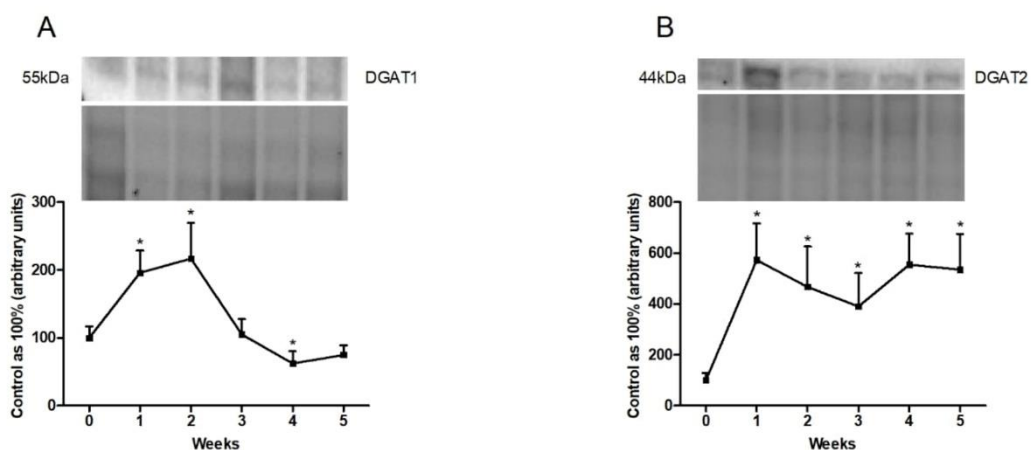 A
55kDa
DGAT1
Control as 100% (arbitrary units)
300
200
100
0
*
*
*
0 1 2 3 4 5
Weeks
B
44kDa
DGAT2
Control as 100% (arbitrary units)
800
600
400
200
0
*
*
*
*
*
0 1 2 3 4 5
Weeks